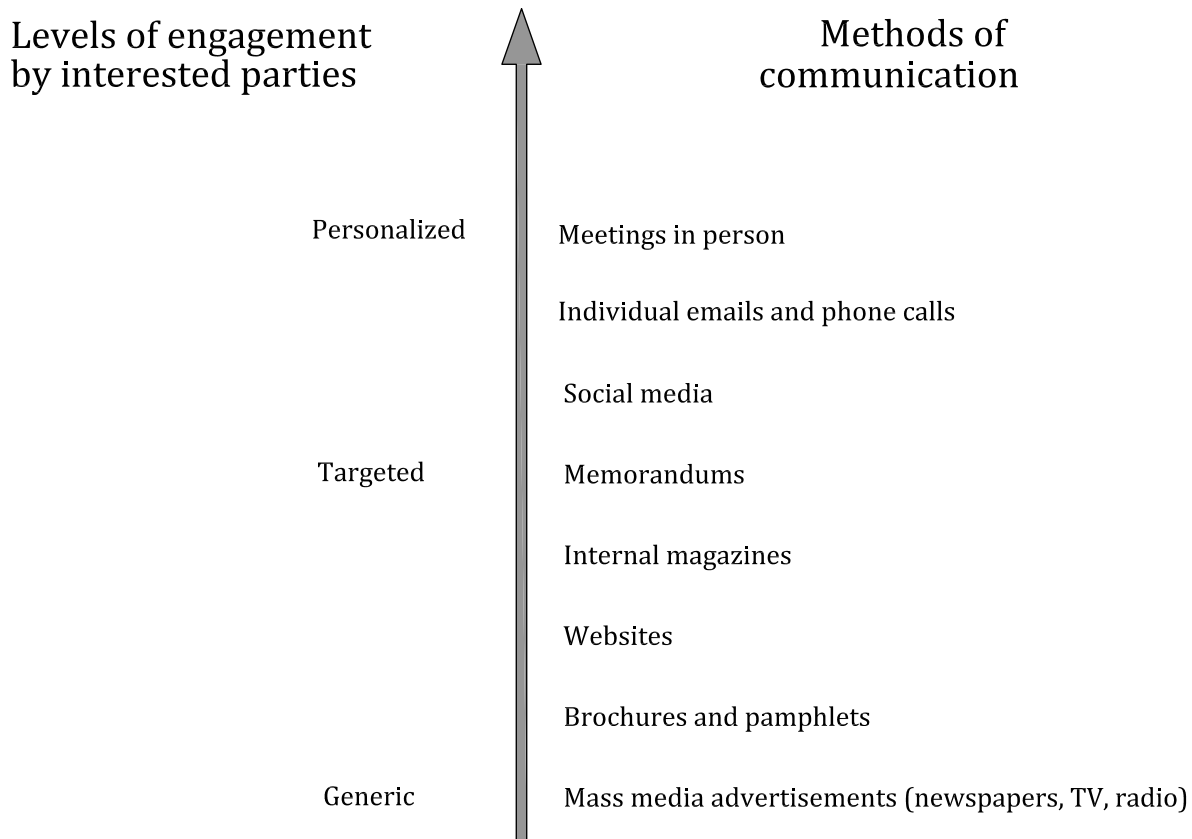 Levels of engagement
by interested parties
Methods of
communication
Personalized
Meetings in person
Individual emails and phone calls
Social media
Targeted
Memorandums
Internal magazines
Websites
Brochures and pamphlets
Generic
Mass media advertisements (newspapers, TV, radio)